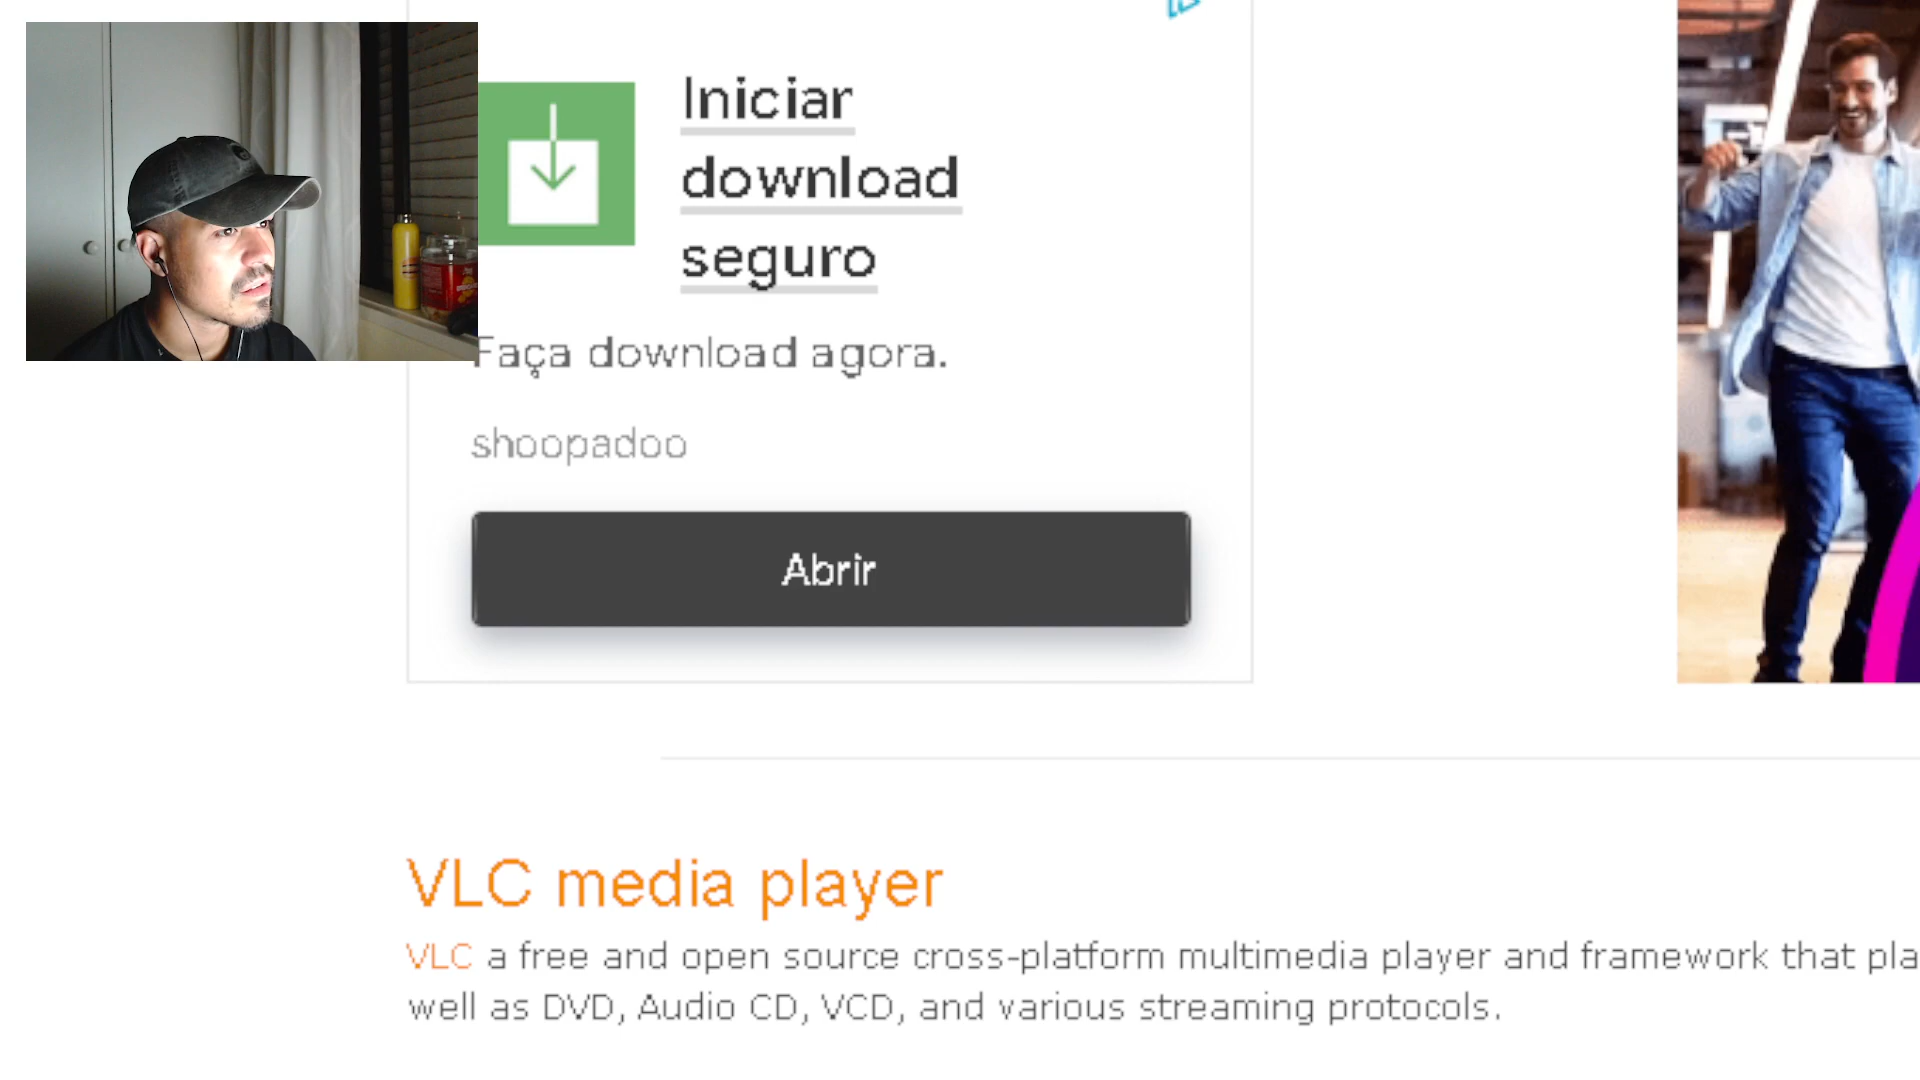 Iniciar
download
seguro
Faça download agora.
shoopadoo
Abrir
VLC media player
VLC a free and open source cross-platform multimedia player and framework that pla
well as DVD, Audio CD, VCD, and various streaming protocols.